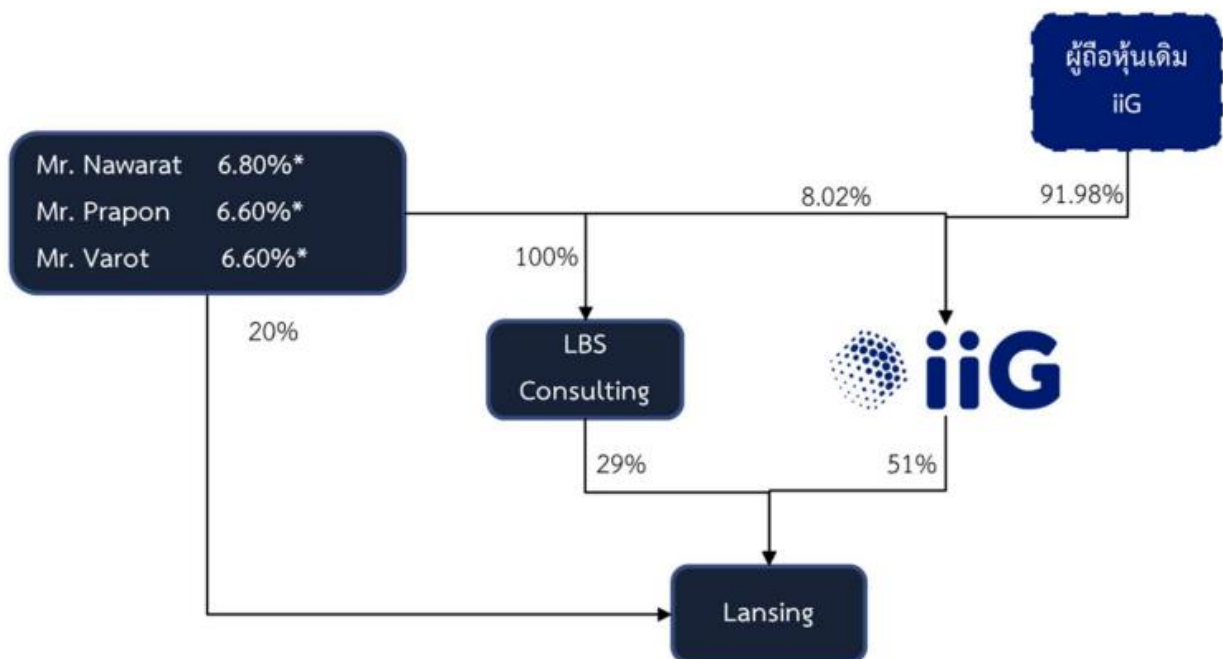 ผู้ถือหุ้นเดิม
iiG
Mr. Nawarat 6.80%*
Mr. Prapon 6.60%*
Mr. Varot 6.60%*
8.02%
91.98%
100%
20%
LBS
Consulting
iiG
29%
51%
Lansing